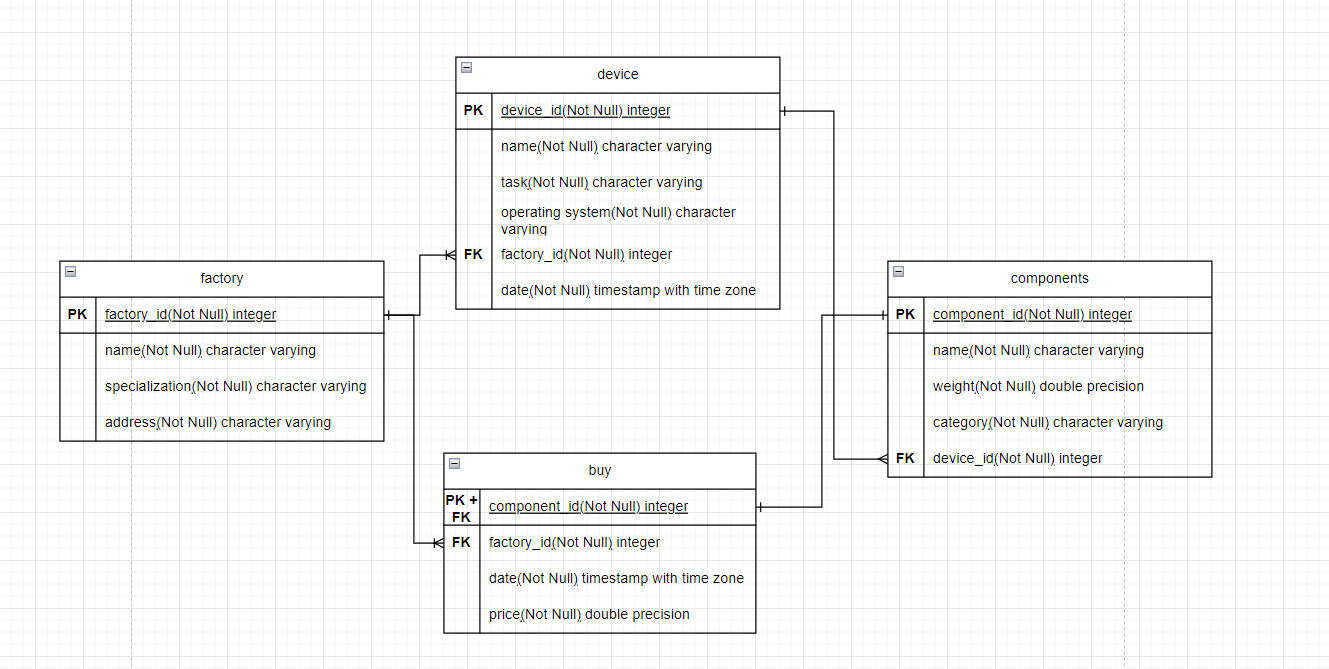 device
PK device_id(Not Null) integer
name(Not Null) character varying
task(Not Null) character varying
operating system(Not Null) character
varying
FK factory_id(Not Null) integer
date(Not Null) timestamp with time zone
factory
PK factory_id(Not Null) integer
name(Not Null) character varying
specialization(Not Null) character varying
address(Not Null) character varying
components
PK component_id(Not Null) integer
name(Not Null) character varying
weight(Not Null) double precision
category(Not Null) character varying
FK device_id(Not Null) integer
buy
PK +
FK component_id(Not Null) integer
FK factory_id(Not Null) integer
date(Not Null) timestamp with time zone
price(Not Null) double precision